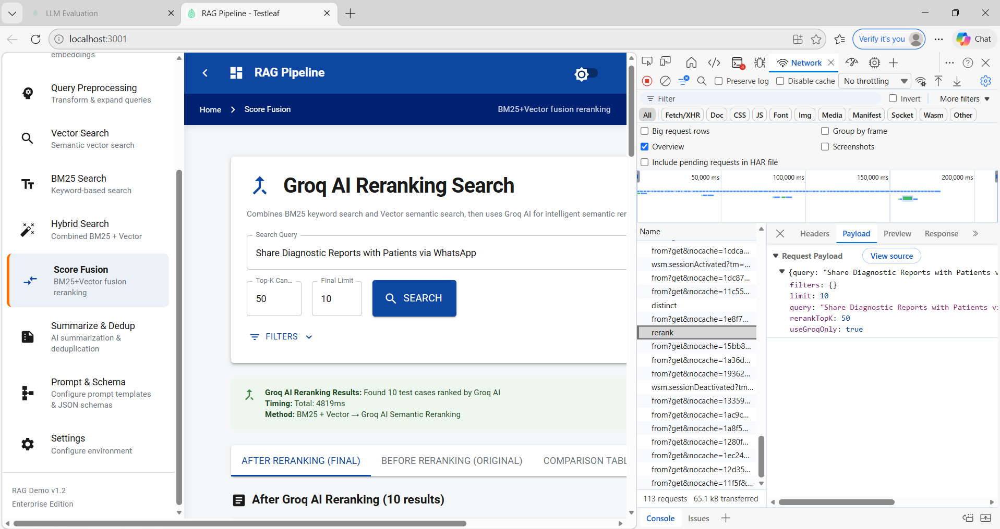 LLM Evaluation
RAG Pipeline - Testleaf
localhost:3001
Verify it's you
Chat
embeddings
Query Preprocessing
Transform & expand queries
Vector Search
Semantic vector search
BM25 Search
Keyword-based search
Hybrid Search
Combined BM25 + Vector
Score Fusion
BM25+Vector fusion
reranking
Summarize & Dedup
AI summarization &
deduplication
Prompt & Schema
Configure prompt templates
& JSON schemas
Settings
Configure environment
RAG Demo v1.2
Enterprise Edition
RAG Pipeline
Home
Score Fusion
BM25+Vector fusion reranking
Groq AI Reranking Search
Combines BM25 keyword search and Vector semantic search, then uses Groq AI for intelligent semantic rer
Search Query
Share Diagnostic Reports with Patients via WhatsApp
Top-K Can...
50
Final Limit
10
SEARCH
FILTERS
Groq AI Reranking Results: Found 10 test cases ranked by Groq AI
Timing: Total: 4819ms
Method: BM25 + Vector → Groq AI Semantic Reranking
AFTER RERANKING (FINAL)
BEFORE RERANKING (ORIGINAL)
COMPARISON TABL
After Groq AI Reranking (10 results)
Network
Preserve log
Disable cache
No throttling
Filter
Invert
More filters
All
Fetch/XHR
Doc
CSS
JS
Font
Img
Media
Manifest
Socket
Wasm
Other
Big request rows
Group by frame
Overview
Screenshots
Include pending requests in HAR file
50,000 ms
100,000 ms
150,000 ms
200,000 ms
Name
from?get&nocache=1cdca...
wsm.sessionActivated?tm=...
from?get&nocache=1dc87...
from?get&nocache=11c55...
distinct
from?get&nocache=1e8f7...
rerank
from?get&nocache=15bb8...
from?get&nocache=1a36d...
from?get&nocache=19362...
wsm.sessionDeactivated?tm...
from?get&nocache=13359...
from?get&nocache=1ac9c...
from?get&nocache=1a8f5...
from?get&nocache=1280f...
from?get&nocache=1ec24...
from?get&nocache=12d35...
from?get&nocache=11f5f&...
113 requests
65.1 kB transferred
Headers
Payload
Preview
Response
Request Payload
View source
{query: "Share Diagnostic Reports with Patients v
filters: {}
limit: 10
query: "Share Diagnostic Reports with Patients vi
rerankTopK: 50
useGroqOnly: true
Console
Issues